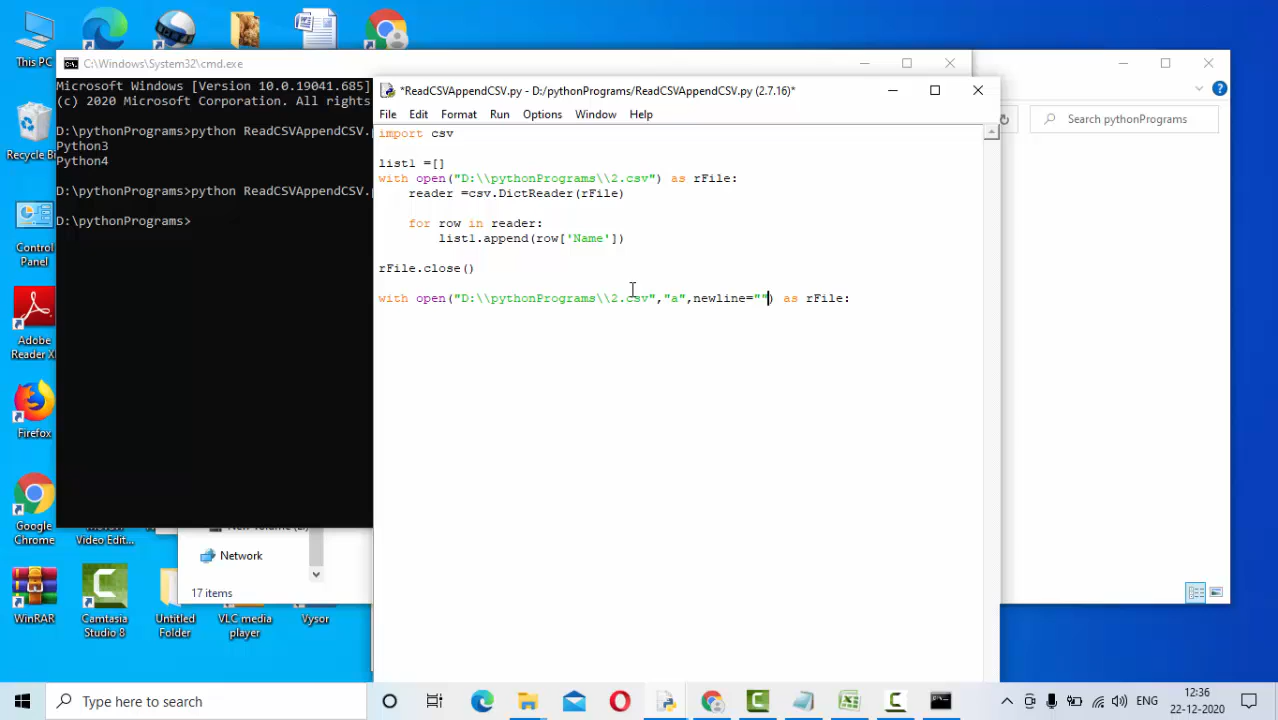 This PC
Recycle Bi
Control
Panel
Adobe
Reader X
Firefox
Google
Chrome
Video Edit...
WinRAR
Camtasia
Studio 8
Untitled
Folder
VLC media
player
Vysor
C:\Windows\System32\cmd.exe
Microsoft Windows [Version 10.0.19041.685]
(c) 2020 Microsoft Corporation. All rights
D:\pythonPrograms>python ReadCSVAppendCSV.
Python3
Python4
D:\pythonPrograms>python ReadCSVAppendCSV.
D:\pythonPrograms>
Network
17 items
*ReadCSVAppendCSV.py - D:/pythonPrograms/ReadCSVAppendCSV.py (2.7.16)*
File Edit Format Run Options Window Help
import csv
list1 =[]
with open("D:\\pythonPrograms\\2.csv") as rFile:
reader =csv.DictReader(rFile)
for row in reader:
list1.append(row['Name'])
rFile.close()
with open("D:\\pythonPrograms\\2.csv","a",newline="") as rFile:
Search pythonPrograms
Type here to search
ENG
12:36
22-12-2020